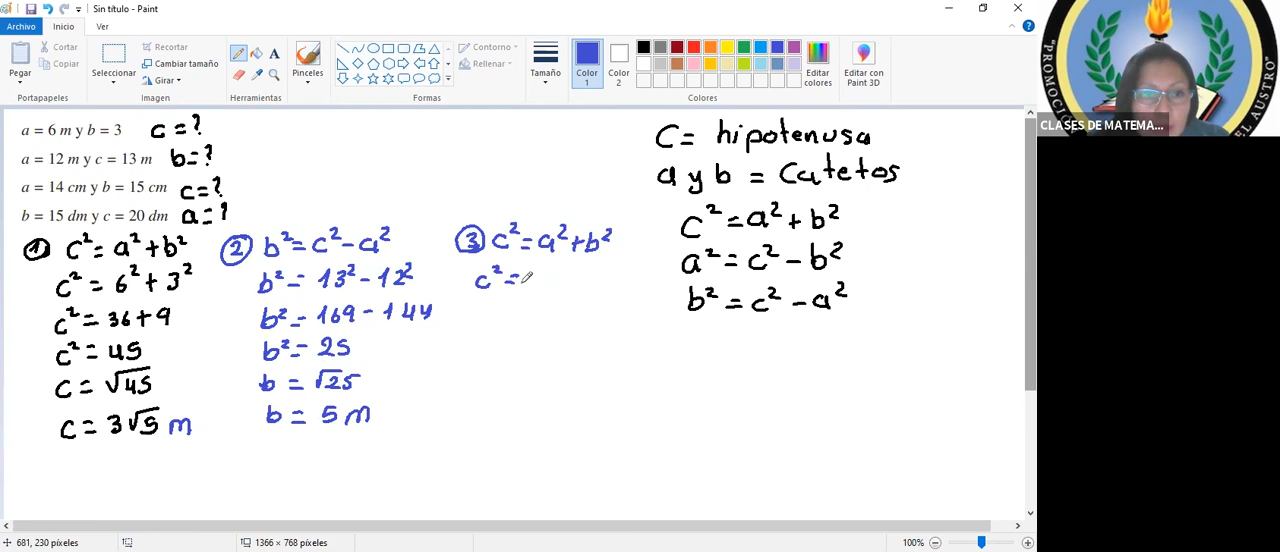 Sin título - Paint
Archivo Inicio Ver
Pegar
Cortar
Copiar
Portapapeles
Seleccionar
Recortar
Cambiar tamaño
Girar
Imagen
A
Herramientas
Pinceles
Contorno
Rellenar
Formas
Tamaño
Color 1
Color 2
Editar colores
Colores
Editar con Paint 3D
CLASES DE MATEMA...
a = 6 m y b = 3 c = ?
a = 12 m y c = 13 m b = ?
a = 14 cm y b = 15 cm c = ?
b = 15 dm y c = 20 dm a = ?
C = hipotenusa
a y b = Catetos
c² = a² + b²
a² = c² - b²
b² = c² - a²
1 c² = a² + b²
c² = 6² + 3²
c² = 36 + 9
c² = 45
c = √45
c = 3√5 m
2 b² = c² - a²
b² = 13² - 12²
b² = 169 - 144
b² = 25
b = √25
b = 5 m
3 c² = a² + b²
c² =
681, 230 píxeles
1366 × 768 píxeles
100%